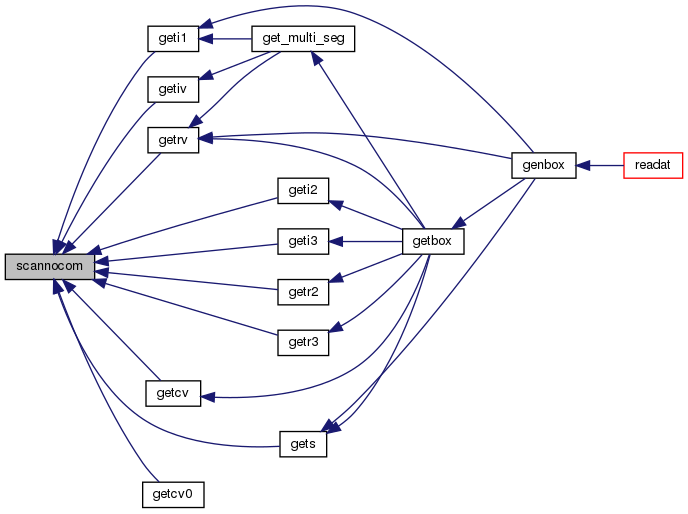 geti1
get_multi_seg
getiv
getrv
genbox
readat
geti2
geti3
getbox
scannocom
getr2
getr3
getcv
gets
getcv0